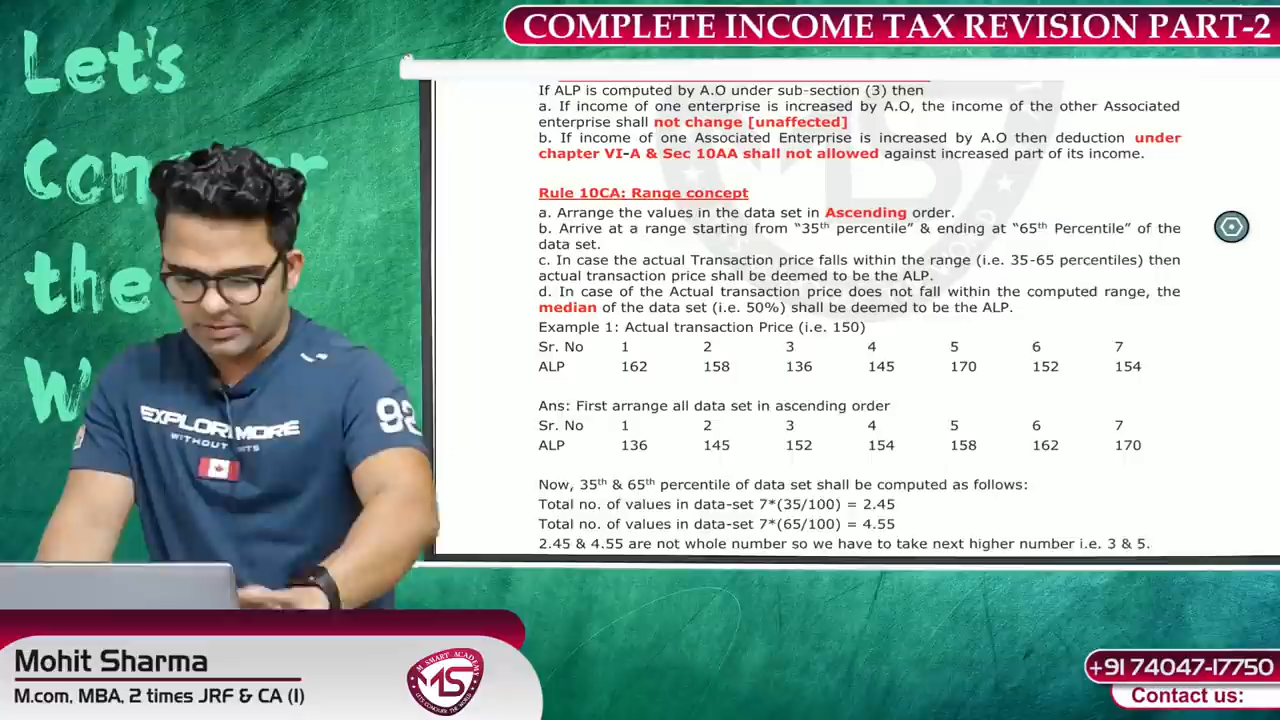 COMPLETE INCOME TAX REVISION PART-2
Let's
the
If ALP is computed by A.O under sub-section (3) then
a. If income of one enterprise is increased by A.O, the income of the other Associated
enterprise shall not change [unaffected]
b. If income of one Associated Enterprise is increased by A.O then deduction under
chapter VI-A & Sec 10AA shall not allowed against increased part of its income.
Rule 10CA: Range concept
a. Arrange the values in the data set in Ascending order.
b. Arrive at a range starting from “35th percentile” & ending at “65th Percentile” of the
data set.
c. In case the actual Transaction price falls within the range (i.e. 35-65 percentiles) then
actual transaction price shall be deemed to be the ALP.
d. In case of the Actual transaction price does not fall within the computed range, the
median of the data set (i.e. 50%) shall be deemed to be the ALP.
Example 1: Actual transaction Price (i.e. 150)
Sr. No 1 2 3 4 5 6 7
ALP 162 158 136 145 170 152 154
Ans: First arrange all data set in ascending order
Sr. No 1 2 3 4 5 6 7
ALP 136 145 152 154 158 162 170
Now, 35th & 65th percentile of data set shall be computed as follows:
Total no. of values in data-set 7*(35/100) = 2.45
Total no. of values in data-set 7*(65/100) = 4.55
2.45 & 4.55 are not whole number so we have to take next higher number i.e. 3 & 5.
EXPLORE MORE
WITHOUT
92
Mohit Sharma
M.com, MBA, 2 times JRF & CA (I)
M SMART ACADEMY
MS
LET'S CONQUER THE WORLD
+91 74047-17750
Contact us: